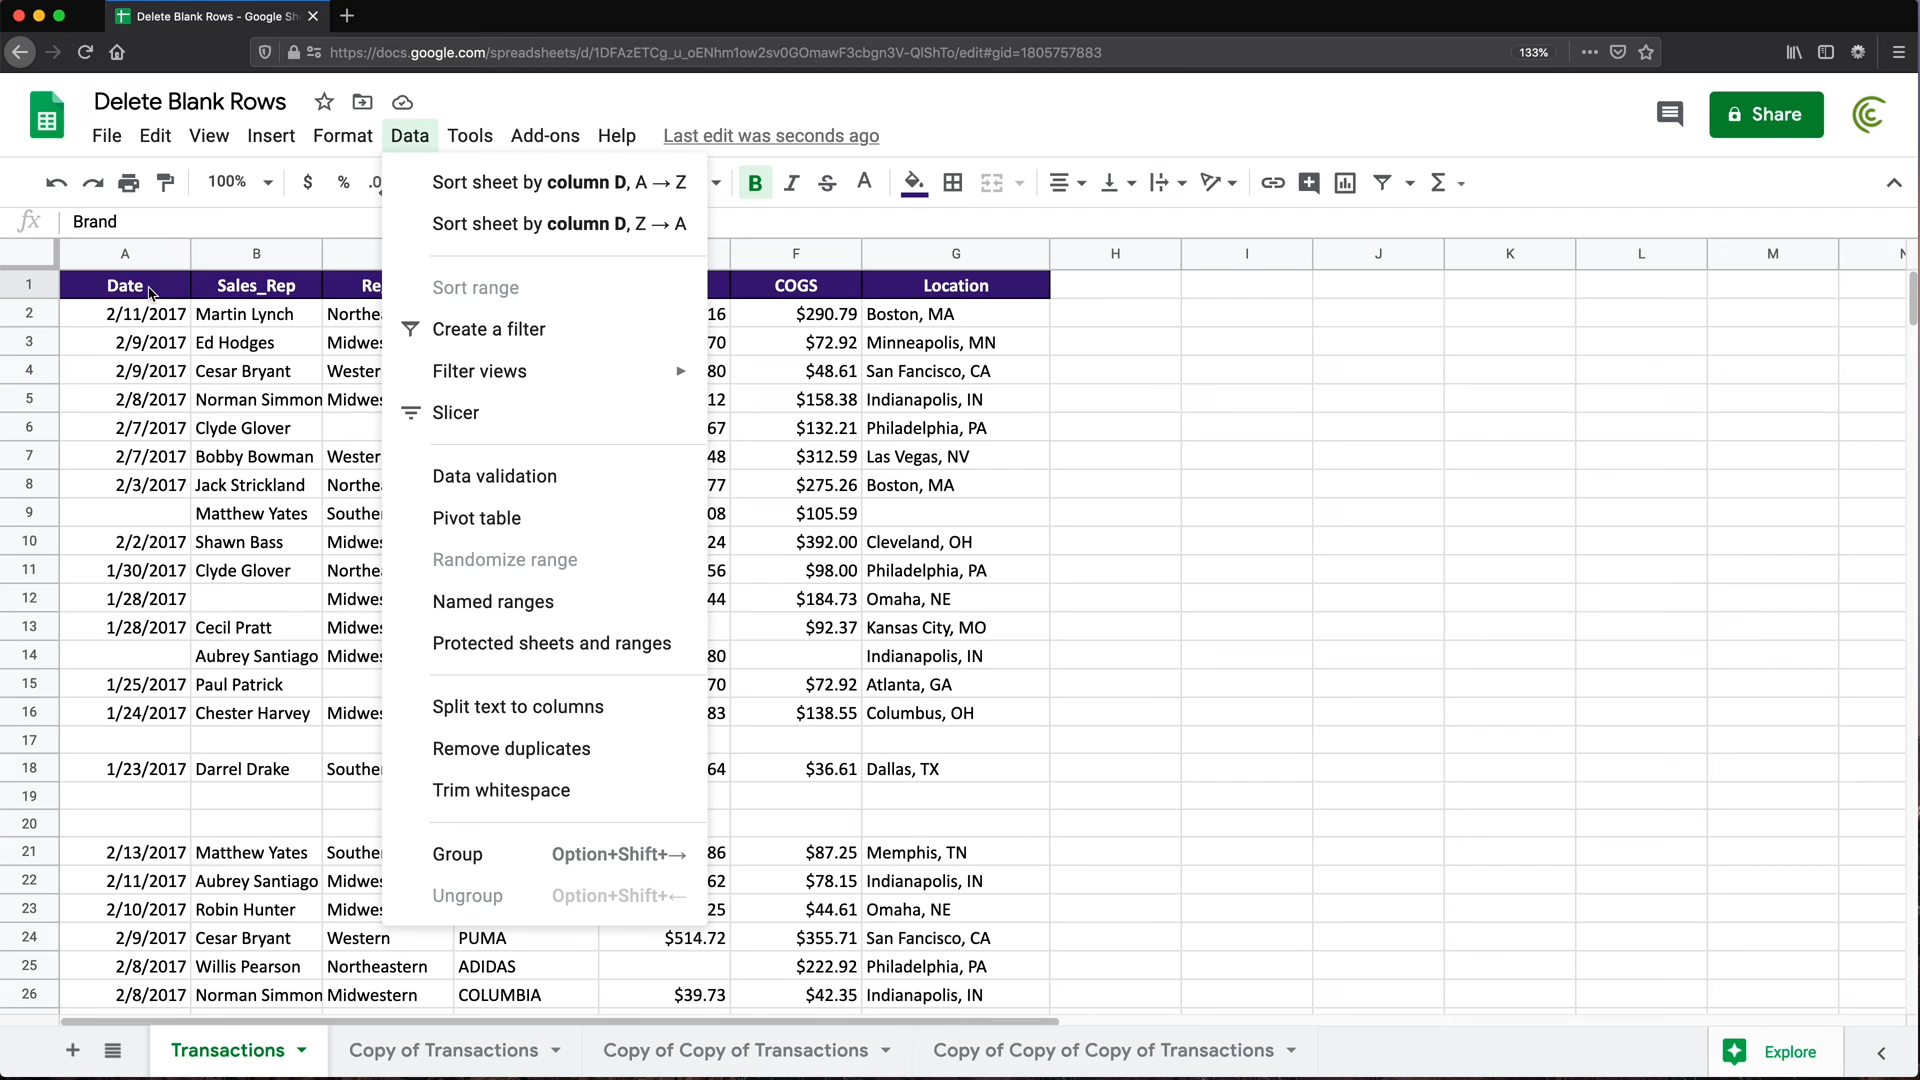 Delete Blank Rows - Google Sh
https://docs.google.com/spreadsheets/d/1DFAzETCg_u_oENhm1ow2sv0GOmawF3cbgn3V-QlShTo/edit#gid=1805757883 133%
Delete Blank Rows
File Edit View Insert Format Data Tools Add-ons Help Last edit was seconds ago
Share
100% $ % .0 B I S A Σ
fx Brand
A B F G H I J K L M N
1 Date Sales_Rep Re COGS Location
2 2/11/2017 Martin Lynch Northe 16 $290.79 Boston, MA
3 2/9/2017 Ed Hodges Midwes 70 $72.92 Minneapolis, MN
4 2/9/2017 Cesar Bryant Wester 80 $48.61 San Fancisco, CA
5 2/8/2017 Norman Simmon Midwes 12 $158.38 Indianapolis, IN
6 2/7/2017 Clyde Glover 67 $132.21 Philadelphia, PA
7 2/7/2017 Bobby Bowman Wester 48 $312.59 Las Vegas, NV
8 2/3/2017 Jack Strickland Northe 77 $275.26 Boston, MA
9 Matthew Yates Southe 08 $105.59
10 2/2/2017 Shawn Bass Midwes 24 $392.00 Cleveland, OH
11 1/30/2017 Clyde Glover Northe 56 $98.00 Philadelphia, PA
12 1/28/2017 Midwes 44 $184.73 Omaha, NE
13 1/28/2017 Cecil Pratt Midwes $92.37 Kansas City, MO
14 Aubrey Santiago Midwes 80 Indianapolis, IN
15 1/25/2017 Paul Patrick 70 $72.92 Atlanta, GA
16 1/24/2017 Chester Harvey Midwes 83 $138.55 Columbus, OH
17
18 1/23/2017 Darrel Drake Southe 64 $36.61 Dallas, TX
19
20
21 2/13/2017 Matthew Yates Southe 86 $87.25 Memphis, TN
22 2/11/2017 Aubrey Santiago Midwes 62 $78.15 Indianapolis, IN
23 2/10/2017 Robin Hunter Midwes 25 $44.61 Omaha, NE
24 2/9/2017 Cesar Bryant Western PUMA $514.72 $355.71 San Fancisco, CA
25 2/8/2017 Willis Pearson Northeastern ADIDAS $222.92 Philadelphia, PA
26 2/8/2017 Norman Simmon Midwestern COLUMBIA $39.73 $42.35 Indianapolis, IN
Sort sheet by column D, A → Z
Sort sheet by column D, Z → A
Sort range
Create a filter
Filter views
Slicer
Data validation
Pivot table
Randomize range
Named ranges
Protected sheets and ranges
Split text to columns
Remove duplicates
Trim whitespace
Group Option+Shift+→
Ungroup Option+Shift+←
Transactions Copy of Transactions Copy of Copy of Transactions Copy of Copy of Copy of Transactions Explore